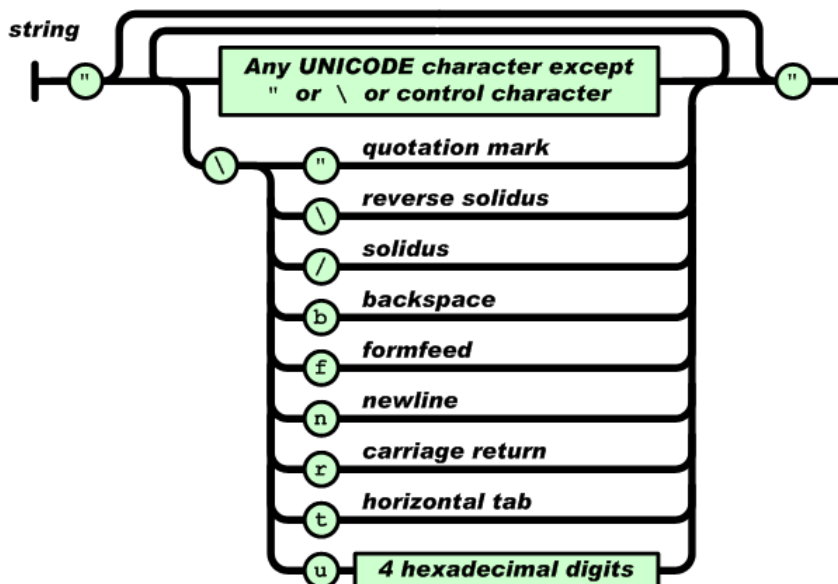 string
" Any UNICODE character except "
" or \ or control character
\ " quotation mark
\ reverse solidus
/ solidus
b backspace
f formfeed
n newline
r carriage return
t horizontal tab
u 4 hexadecimal digits